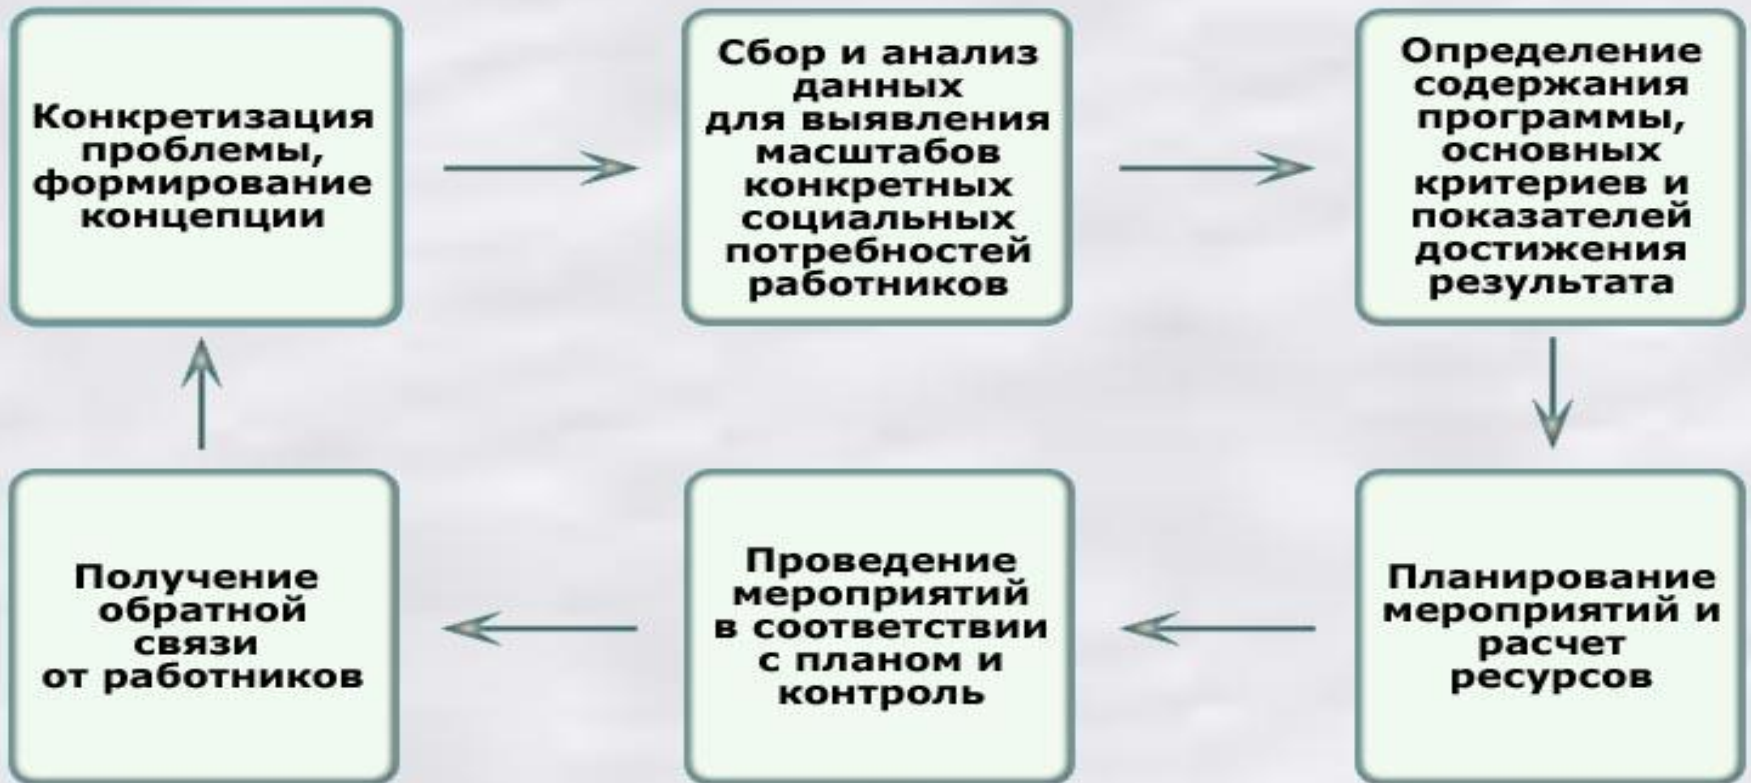 Конкретизация
проблемы,
формирование
концепции
Сбор и анализ
данных
для выявления
масштабов
конкретных
социальных
потребностей
работников
Определение
содержания
программы,
основных
критериев и
показателей
достижения
результата
Планирование
мероприятий и
расчет
ресурсов
Проведение
мероприятий
в соответствии
с планом и
контроль
Получение
обратной
связи
от работников